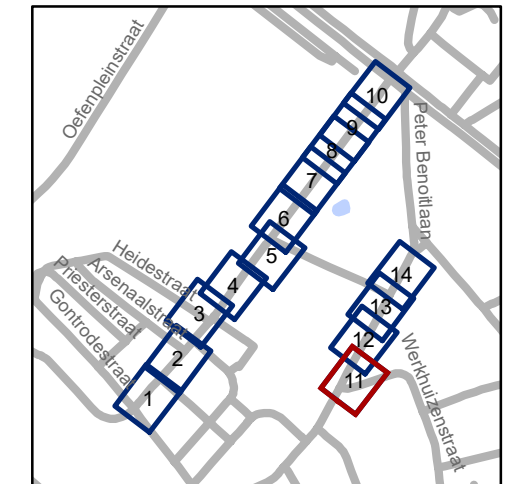 Oefenpleinstraat
10
Peter Benoitlaan
9
8
7
6
5
Heidestraat
14
4
Arsenaalstraat
13
Priesterstraat
3
Gontrodestraat
12
Werkhuizenstraat
2
11
1